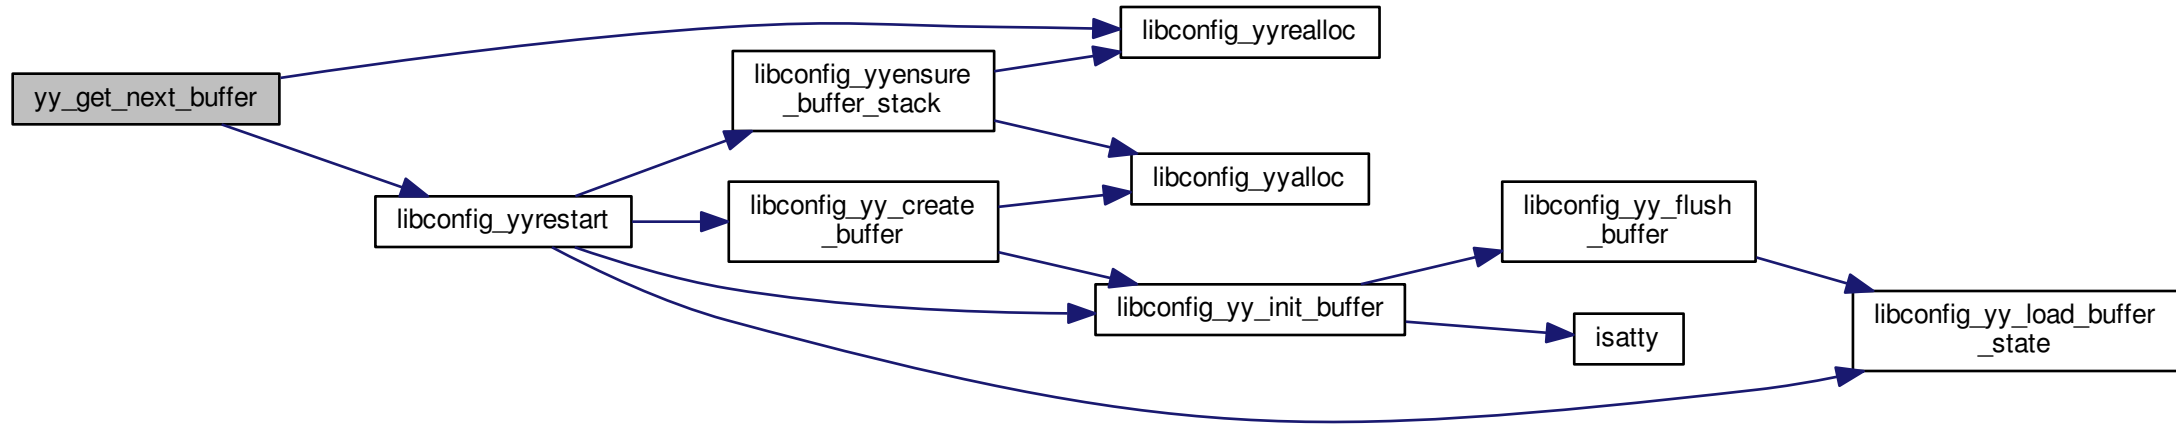 yy_get_next_buffer
libconfig_yyrestart
libconfig_yyensure
_buffer_stack
libconfig_yy_create
_buffer
libconfig_yyrealloc
libconfig_yyalloc
libconfig_yy_init_buffer
libconfig_yy_flush
_buffer
isatty
libconfig_yy_load_buffer
_state